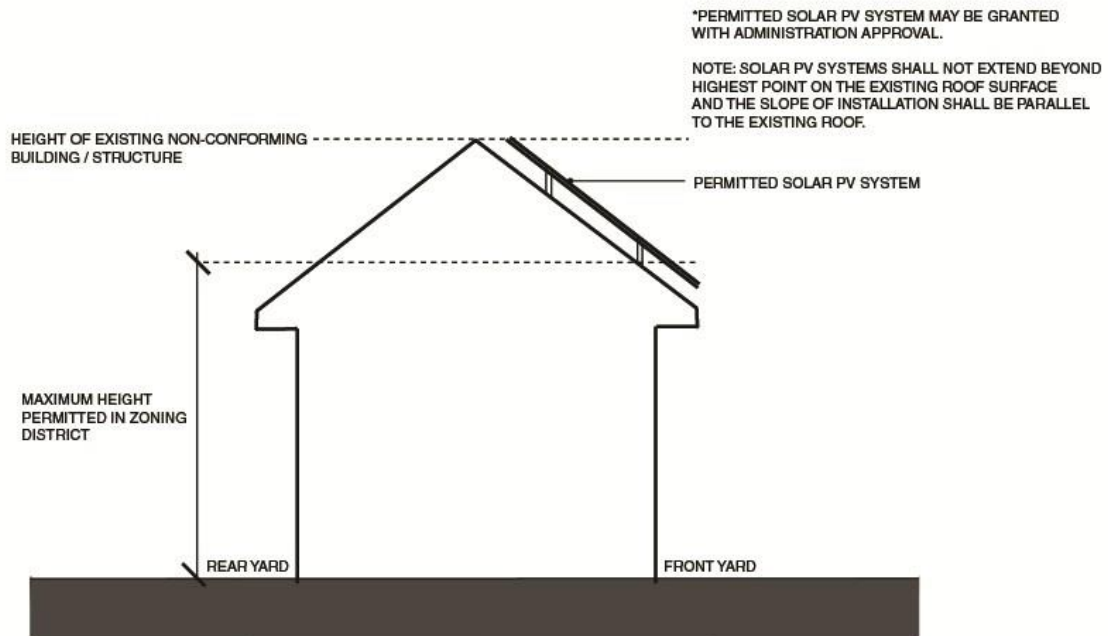 *PERMITTED SOLAR PV SYSTEM MAY BE GRANTED
WITH ADMINISTRATION APPROVAL.
NOTE: SOLAR PV SYSTEMS SHALL NOT EXTEND BEYOND
HIGHEST POINT ON THE EXISTING ROOF SURFACE
AND THE SLOPE OF INSTALLATION SHALL BE PARALLEL
TO THE EXISTING ROOF.
HEIGHT OF EXISTING NON-CONFORMING
BUILDING / STRUCTURE
PERMITTED SOLAR PV SYSTEM
MAXIMUM HEIGHT
PERMITTED IN ZONING
DISTRICT
REAR YARD
FRONT YARD